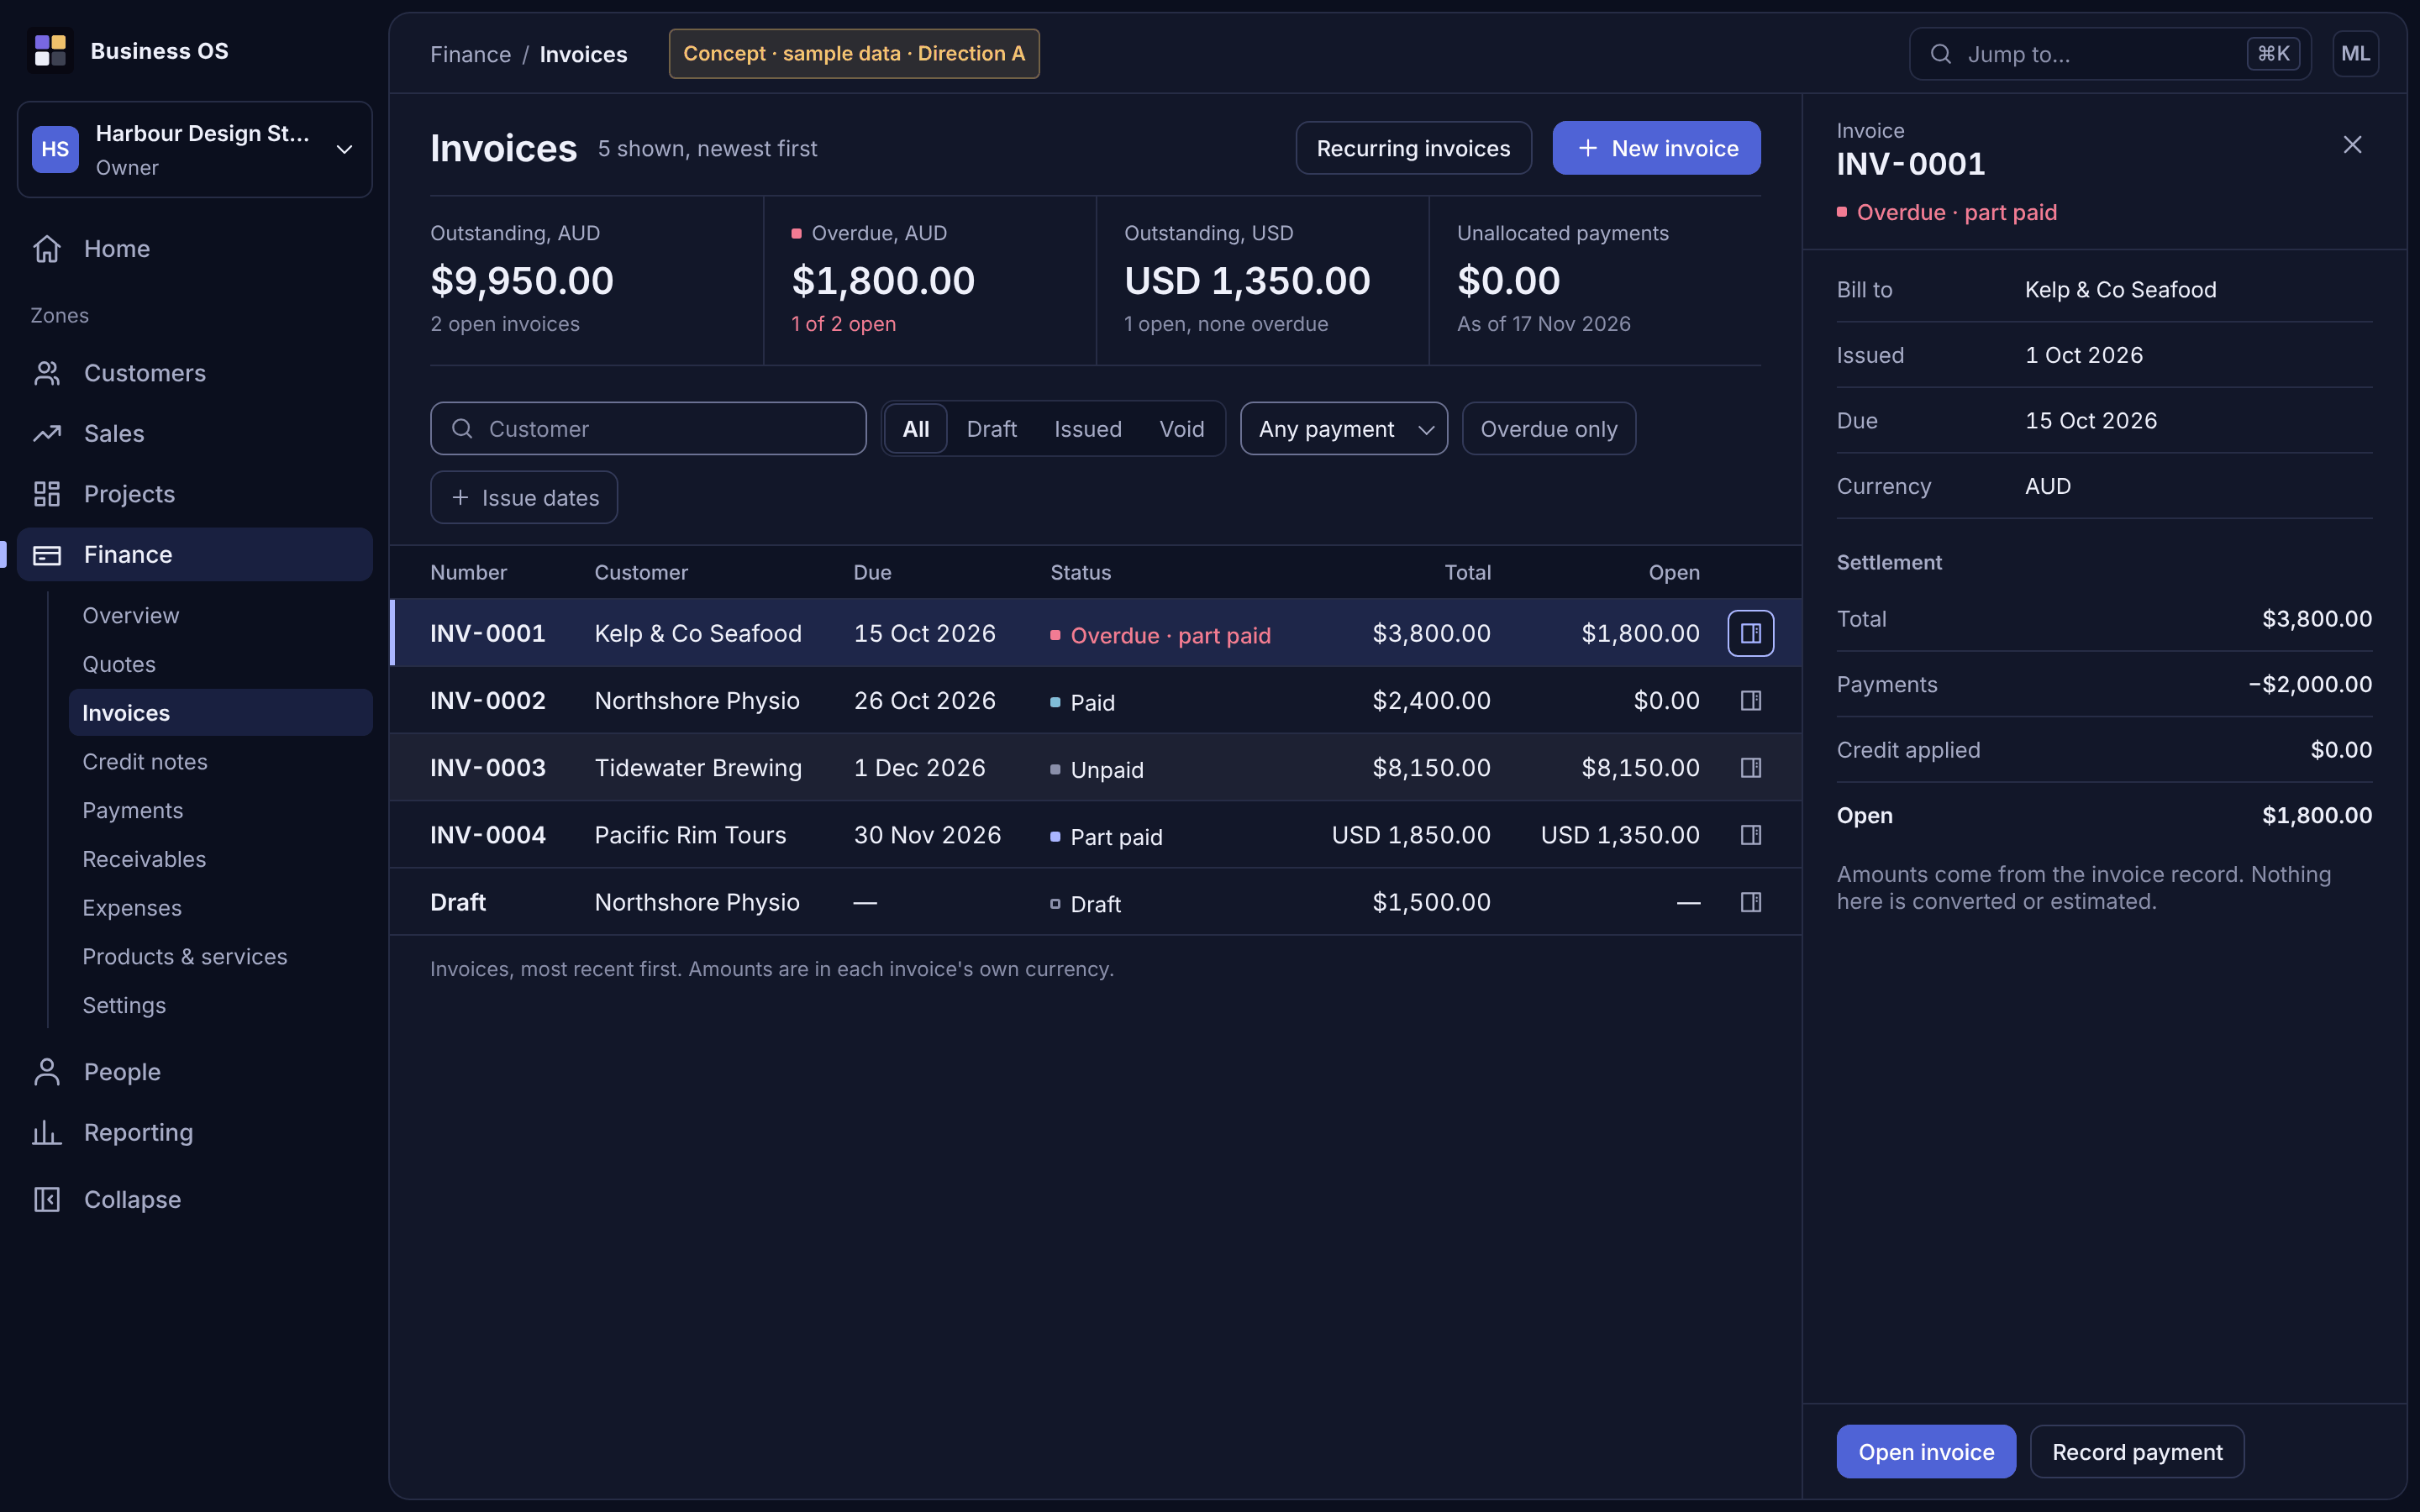 Business OS
HS
Harbour Design St...
Owner
Home
Zones
Customers
Sales
Projects
Finance
Overview
Quotes
Invoices
Credit notes
Payments
Receivables
Expenses
Products & services
Settings
People
Reporting
Collapse
Finance / Invoices
Concept · sample data · Direction A
Jump to...
⌘K
ML
Invoices
5 shown, newest first
Recurring invoices
New invoice
Outstanding, AUD
$9,950.00
2 open invoices
Overdue, AUD
$1,800.00
1 of 2 open
Outstanding, USD
USD 1,350.00
1 open, none overdue
Unallocated payments
$0.00
As of 17 Nov 2026
Customer
All Draft Issued Void
Any payment
Overdue only
Issue dates
Number Customer Due Status Total Open
INV-0001 Kelp & Co Seafood 15 Oct 2026 Overdue · part paid $3,800.00 $1,800.00
INV-0002 Northshore Physio 26 Oct 2026 Paid $2,400.00 $0.00
INV-0003 Tidewater Brewing 1 Dec 2026 Unpaid $8,150.00 $8,150.00
INV-0004 Pacific Rim Tours 30 Nov 2026 Part paid USD 1,850.00 USD 1,350.00
Draft Northshore Physio — Draft $1,500.00 —
Invoices, most recent first. Amounts are in each invoice's own currency.
Invoice
INV-0001
Overdue · part paid
Bill to Kelp & Co Seafood
Issued 1 Oct 2026
Due 15 Oct 2026
Currency AUD
Settlement
Total $3,800.00
Payments −$2,000.00
Credit applied $0.00
Open $1,800.00
Amounts come from the invoice record. Nothing
here is converted or estimated.
Open invoice
Record payment